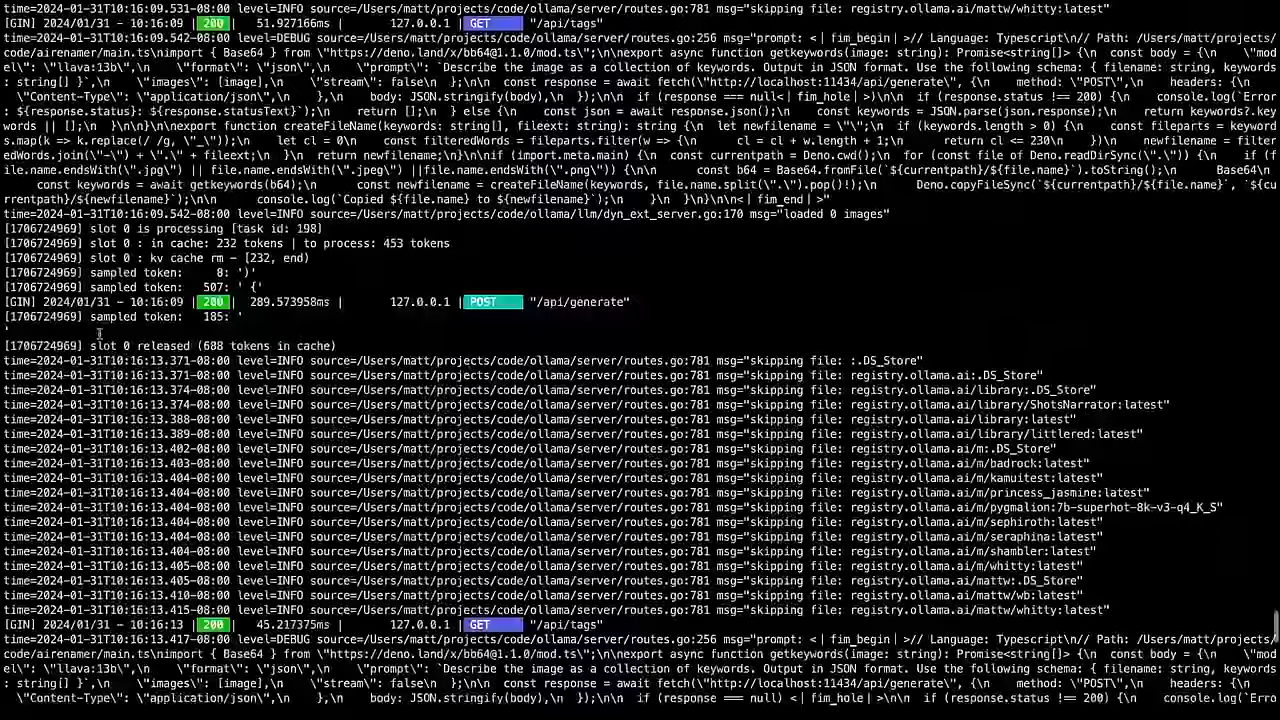 time=2024-01-31T10:16:09.531-08:00 level=INFO source=/Users/matt/projects/code/ollama/server/routes.go:781 msg="skipping file: registry.ollama.ai/mattw/whitty:latest"
[GIN] 2024/01/31 - 10:16:09 | 200 |   51.927166ms |       127.0.0.1 | GET      "/api/tags"
time=2024-01-31T10:16:09.542-08:00 level=DEBUG source=/Users/matt/projects/code/ollama/server/routes.go:256 msg="prompt: <｜fim_begin｜>// Language: Typescript\n// Path: /Users/matt/projects/
code/airenamer/main.ts\nimport { Base64 } from \"https://deno.land/x/bb64@1.1.0/mod.ts\";\n\nexport async function getkeywords(image: string): Promise<string[]> {\n  const body = {\n    \"mod
el\": \"llava:13b\",\n    \"format\": \"json\",\n    \"prompt\": `Describe the image as a collection of keywords. Output in JSON format. Use the following schema: { filename: string, keywords
: string[] }`,\n    \"images\": [image],\n    \"stream\": false\n  };\n\n  const response = await fetch(\"http://localhost:11434/api/generate\", {\n    method: \"POST\",\n    headers: {\n
  \"Content-Type\": \"application/json\",\n    },\n    body: JSON.stringify(body),\n  });\n\n  if (response === null<｜fim_hole｜>\n\n  if (response.status !== 200) {\n    console.log(`Error
: ${response.status}: ${response.statusText}`);\n    return [];\n  } else {\n    const json = await response.json();\n    const keywords = JSON.parse(json.response);\n    return keywords?.key
words || [];\n  }\n\n}\n\nexport function createFileName(keywords: string[], fileext: string): string {\n  let newfilename = \"\";\n  if (keywords.length > 0) {\n    const fileparts = keyword
s.map(k => k.replace(/ /g, \"_\"));\n    let cl = 0\n    const filteredWords = fileparts.filter(w => {\n      cl = cl + w.length + 1;\n      return cl <= 230\n    })\n    newfilename = filter
edWords.join(\"-\") + \".\" + fileext;\n  }\n  return newfilename;\n}\n\nif (import.meta.main) {\n  const currentpath = Deno.cwd();\n  for (const file of Deno.readDirSync(\".\")) {\n    if (f
ile.name.endsWith(\".jpg\") || file.name.endsWith(\".jpeg\") ||file.name.endsWith(\".png\")) {\n\n      const b64 = Base64.fromFile(`${currentpath}/${file.name}`).toString();\n      Base64\n
      const keywords = await getkeywords(b64);\n      const newfilename = createFileName(keywords, file.name.split(\".\").pop()!);\n      Deno.copyFileSync(`${currentpath}/${file.name}`, `${cu
rrentpath}/${newfilename}`);\n\n      console.log(`Copied ${file.name} to ${newfilename}`);\n    }\n  }\n}\n\n<｜fim_end｜>"
time=2024-01-31T10:16:09.542-08:00 level=INFO source=/Users/matt/projects/code/ollama/llm/dyn_ext_server.go:170 msg="loaded 0 images"
[1706724969] slot 0 is processing [task id: 198]
[1706724969] slot 0 : in cache: 232 tokens | to process: 453 tokens
[1706724969] slot 0 : kv cache rm - [232, end)
[1706724969] sampled token:     8: ')'
[1706724969] sampled token:   507: ' {'
[GIN] 2024/01/31 - 10:16:09 | 200 |  289.573958ms |       127.0.0.1 | POST     "/api/generate"
[1706724969] sampled token:   185: '
'
[1706724969] slot 0 released (688 tokens in cache)
time=2024-01-31T10:16:13.371-08:00 level=INFO source=/Users/matt/projects/code/ollama/server/routes.go:781 msg="skipping file: :.DS_Store"
time=2024-01-31T10:16:13.374-08:00 level=INFO source=/Users/matt/projects/code/ollama/server/routes.go:781 msg="skipping file: registry.ollama.ai:.DS_Store"
time=2024-01-31T10:16:13.374-08:00 level=INFO source=/Users/matt/projects/code/ollama/server/routes.go:781 msg="skipping file: registry.ollama.ai/library:.DS_Store"
time=2024-01-31T10:16:13.374-08:00 level=INFO source=/Users/matt/projects/code/ollama/server/routes.go:781 msg="skipping file: registry.ollama.ai/library/ShotsNarrator:latest"
time=2024-01-31T10:16:13.388-08:00 level=INFO source=/Users/matt/projects/code/ollama/server/routes.go:781 msg="skipping file: registry.ollama.ai/library:latest"
time=2024-01-31T10:16:13.389-08:00 level=INFO source=/Users/matt/projects/code/ollama/server/routes.go:781 msg="skipping file: registry.ollama.ai/library/littlered:latest"
time=2024-01-31T10:16:13.402-08:00 level=INFO source=/Users/matt/projects/code/ollama/server/routes.go:781 msg="skipping file: registry.ollama.ai/m:.DS_Store"
time=2024-01-31T10:16:13.403-08:00 level=INFO source=/Users/matt/projects/code/ollama/server/routes.go:781 msg="skipping file: registry.ollama.ai/m/badrock:latest"
time=2024-01-31T10:16:13.404-08:00 level=INFO source=/Users/matt/projects/code/ollama/server/routes.go:781 msg="skipping file: registry.ollama.ai/m/kamuitest:latest"
time=2024-01-31T10:16:13.404-08:00 level=INFO source=/Users/matt/projects/code/ollama/server/routes.go:781 msg="skipping file: registry.ollama.ai/m/princess_jasmine:latest"
time=2024-01-31T10:16:13.404-08:00 level=INFO source=/Users/matt/projects/code/ollama/server/routes.go:781 msg="skipping file: registry.ollama.ai/m/pygmalion:7b-superhot-8k-v3-q4_K_S"
time=2024-01-31T10:16:13.404-08:00 level=INFO source=/Users/matt/projects/code/ollama/server/routes.go:781 msg="skipping file: registry.ollama.ai/m/sephiroth:latest"
time=2024-01-31T10:16:13.404-08:00 level=INFO source=/Users/matt/projects/code/ollama/server/routes.go:781 msg="skipping file: registry.ollama.ai/m/seraphina:latest"
time=2024-01-31T10:16:13.404-08:00 level=INFO source=/Users/matt/projects/code/ollama/server/routes.go:781 msg="skipping file: registry.ollama.ai/m/shambler:latest"
time=2024-01-31T10:16:13.405-08:00 level=INFO source=/Users/matt/projects/code/ollama/server/routes.go:781 msg="skipping file: registry.ollama.ai/m/whitty:latest"
time=2024-01-31T10:16:13.405-08:00 level=INFO source=/Users/matt/projects/code/ollama/server/routes.go:781 msg="skipping file: registry.ollama.ai/mattw:.DS_Store"
time=2024-01-31T10:16:13.410-08:00 level=INFO source=/Users/matt/projects/code/ollama/server/routes.go:781 msg="skipping file: registry.ollama.ai/mattw/wb:latest"
time=2024-01-31T10:16:13.415-08:00 level=INFO source=/Users/matt/projects/code/ollama/server/routes.go:781 msg="skipping file: registry.ollama.ai/mattw/whitty:latest"
[GIN] 2024/01/31 - 10:16:13 | 200 |   45.217375ms |       127.0.0.1 | GET      "/api/tags"
time=2024-01-31T10:16:13.417-08:00 level=DEBUG source=/Users/matt/projects/code/ollama/server/routes.go:256 msg="prompt: <｜fim_begin｜>// Language: Typescript\n// Path: /Users/matt/projects/
code/airenamer/main.ts\nimport { Base64 } from \"https://deno.land/x/bb64@1.1.0/mod.ts\";\n\nexport async function getkeywords(image: string): Promise<string[]> {\n  const body = {\n    \"mod
el\": \"llava:13b\",\n    \"format\": \"json\",\n    \"prompt\": `Describe the image as a collection of keywords. Output in JSON format. Use the following schema: { filename: string, keywords
: string[] }`,\n    \"images\": [image],\n    \"stream\": false\n  };\n\n  const response = await fetch(\"http://localhost:11434/api/generate\", {\n    method: \"POST\",\n    headers: {\n
  \"Content-Type\": \"application/json\",\n    },\n    body: JSON.stringify(body),\n  });\n\n  if (response === null) <｜fim_hole｜>\n\n  if (response.status !== 200) {\n    console.log(`Erro